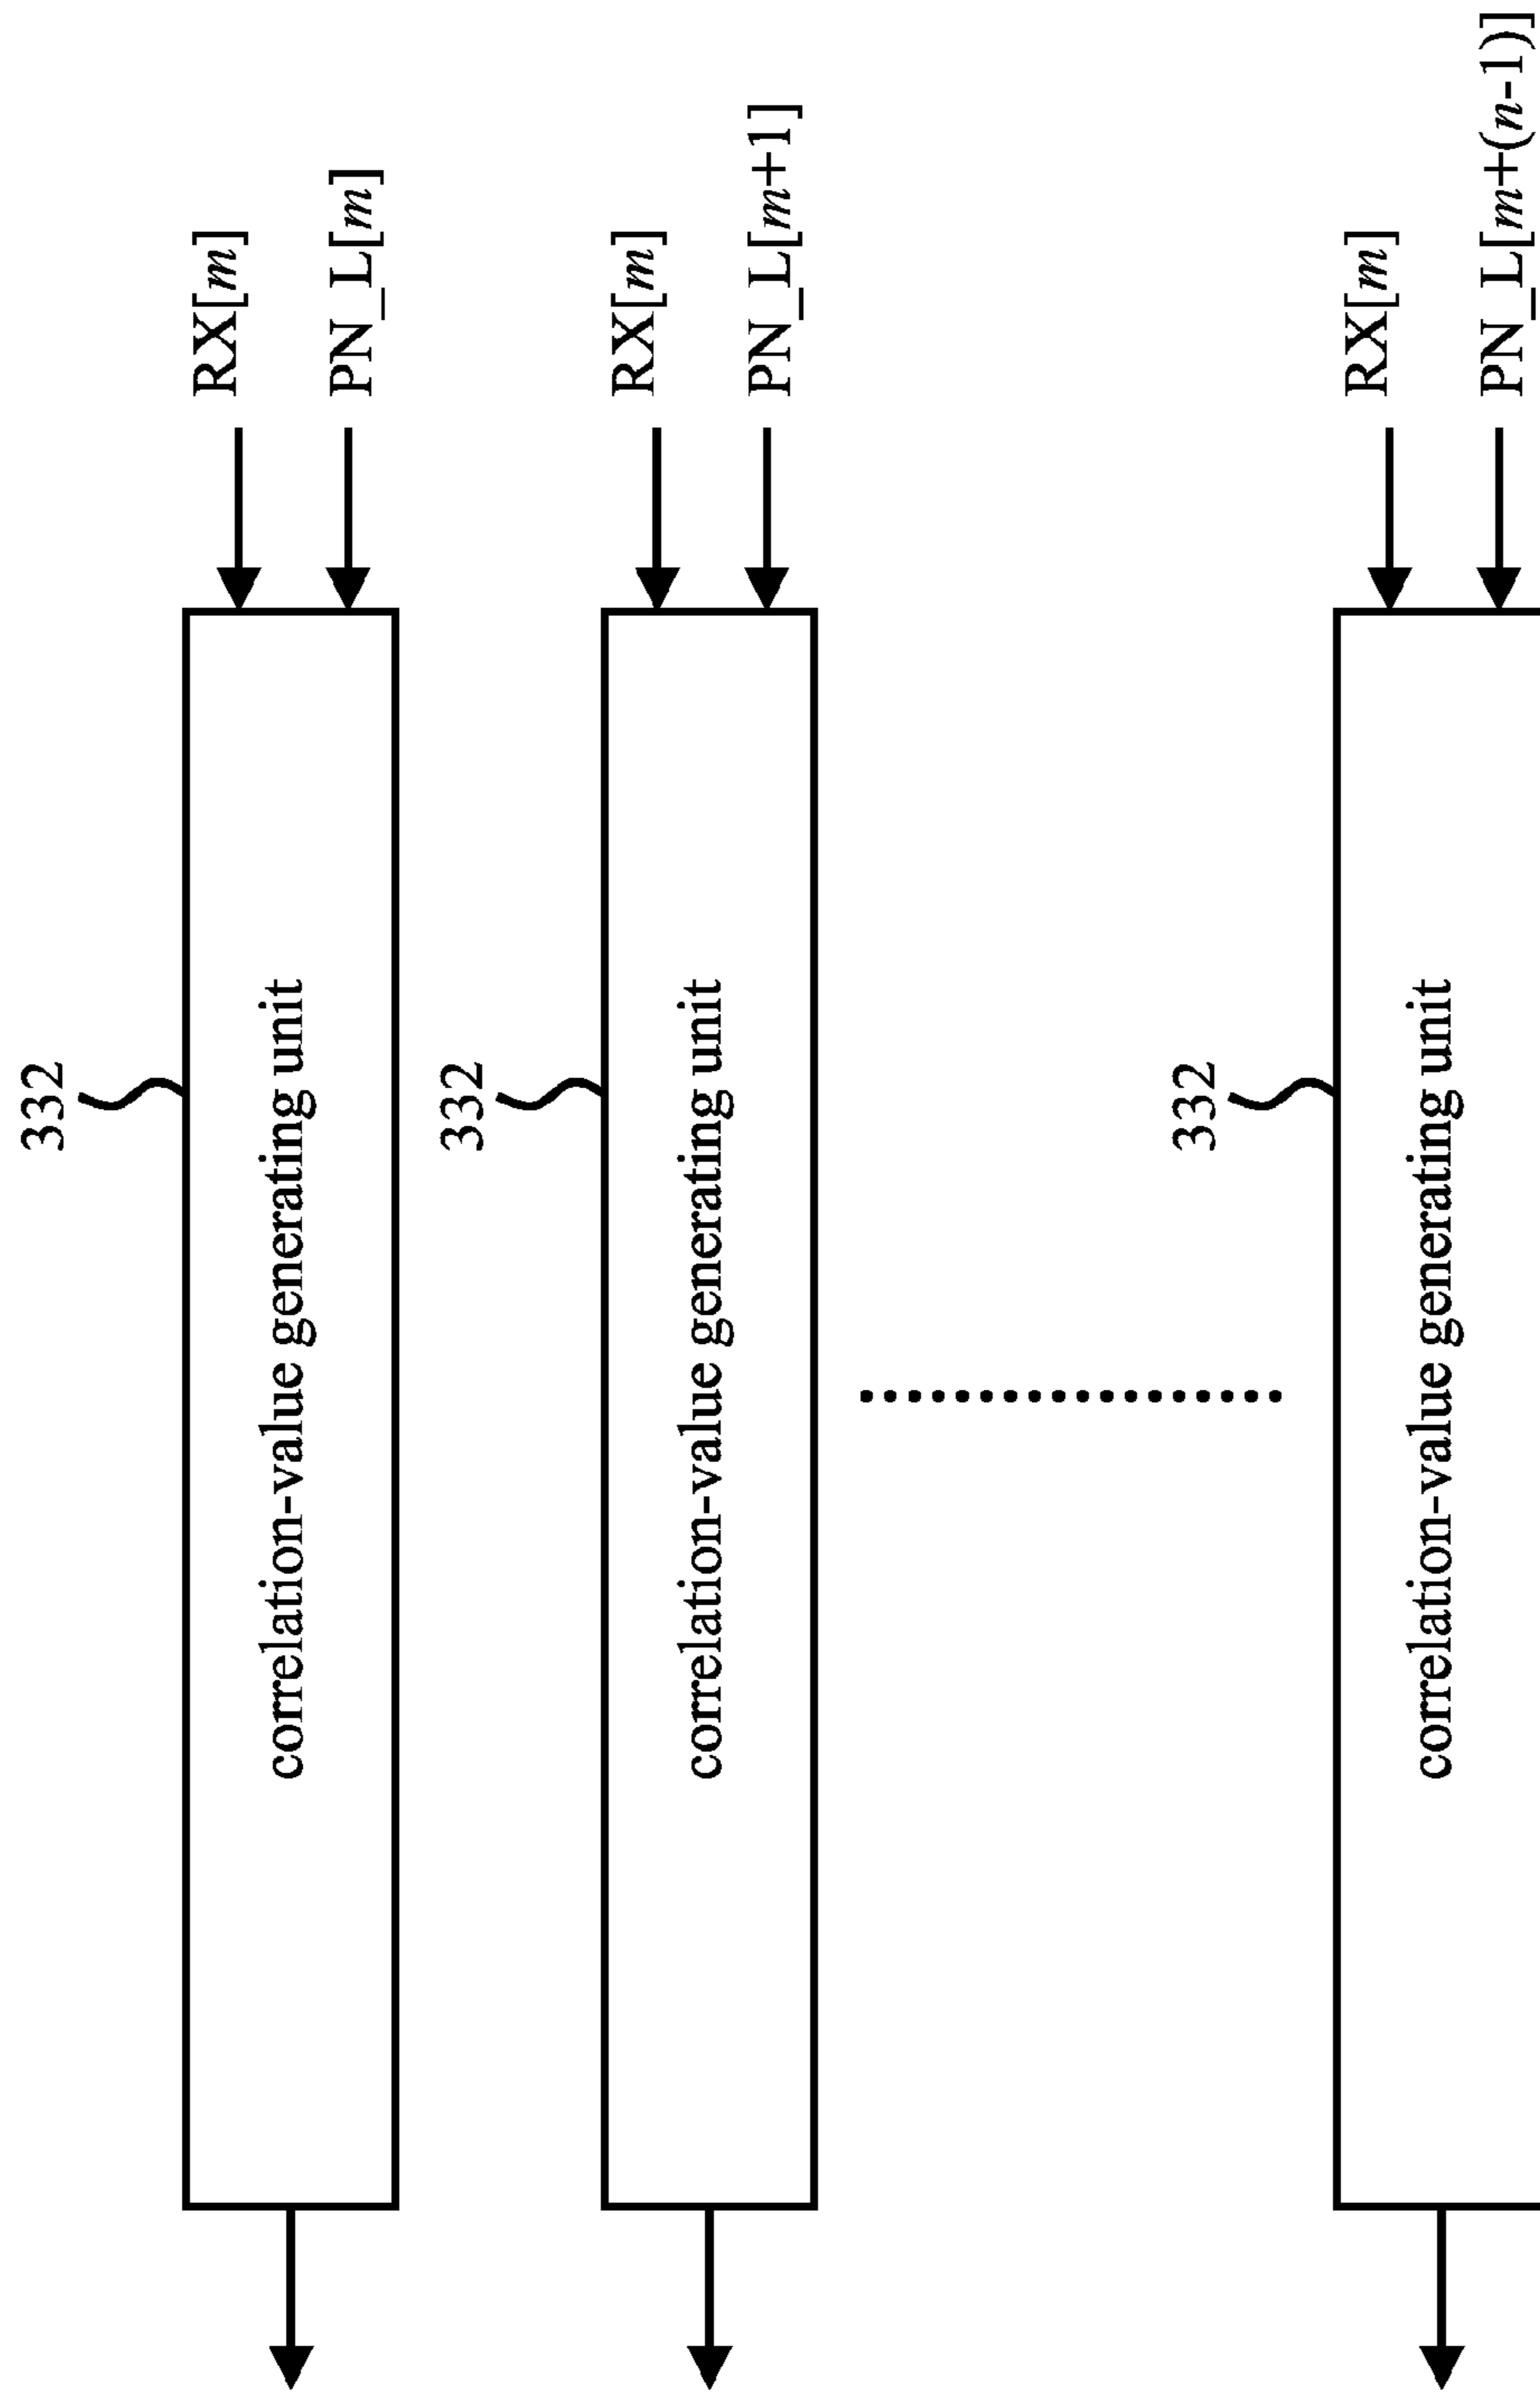 332
correlation-value generating unit
RX[m]
PN_L[m]
332
correlation-value generating unit
RX[m]
PN_L[m+1]
332
correlation-value generating unit
RX[m]
PN_L[m+(n-1)]